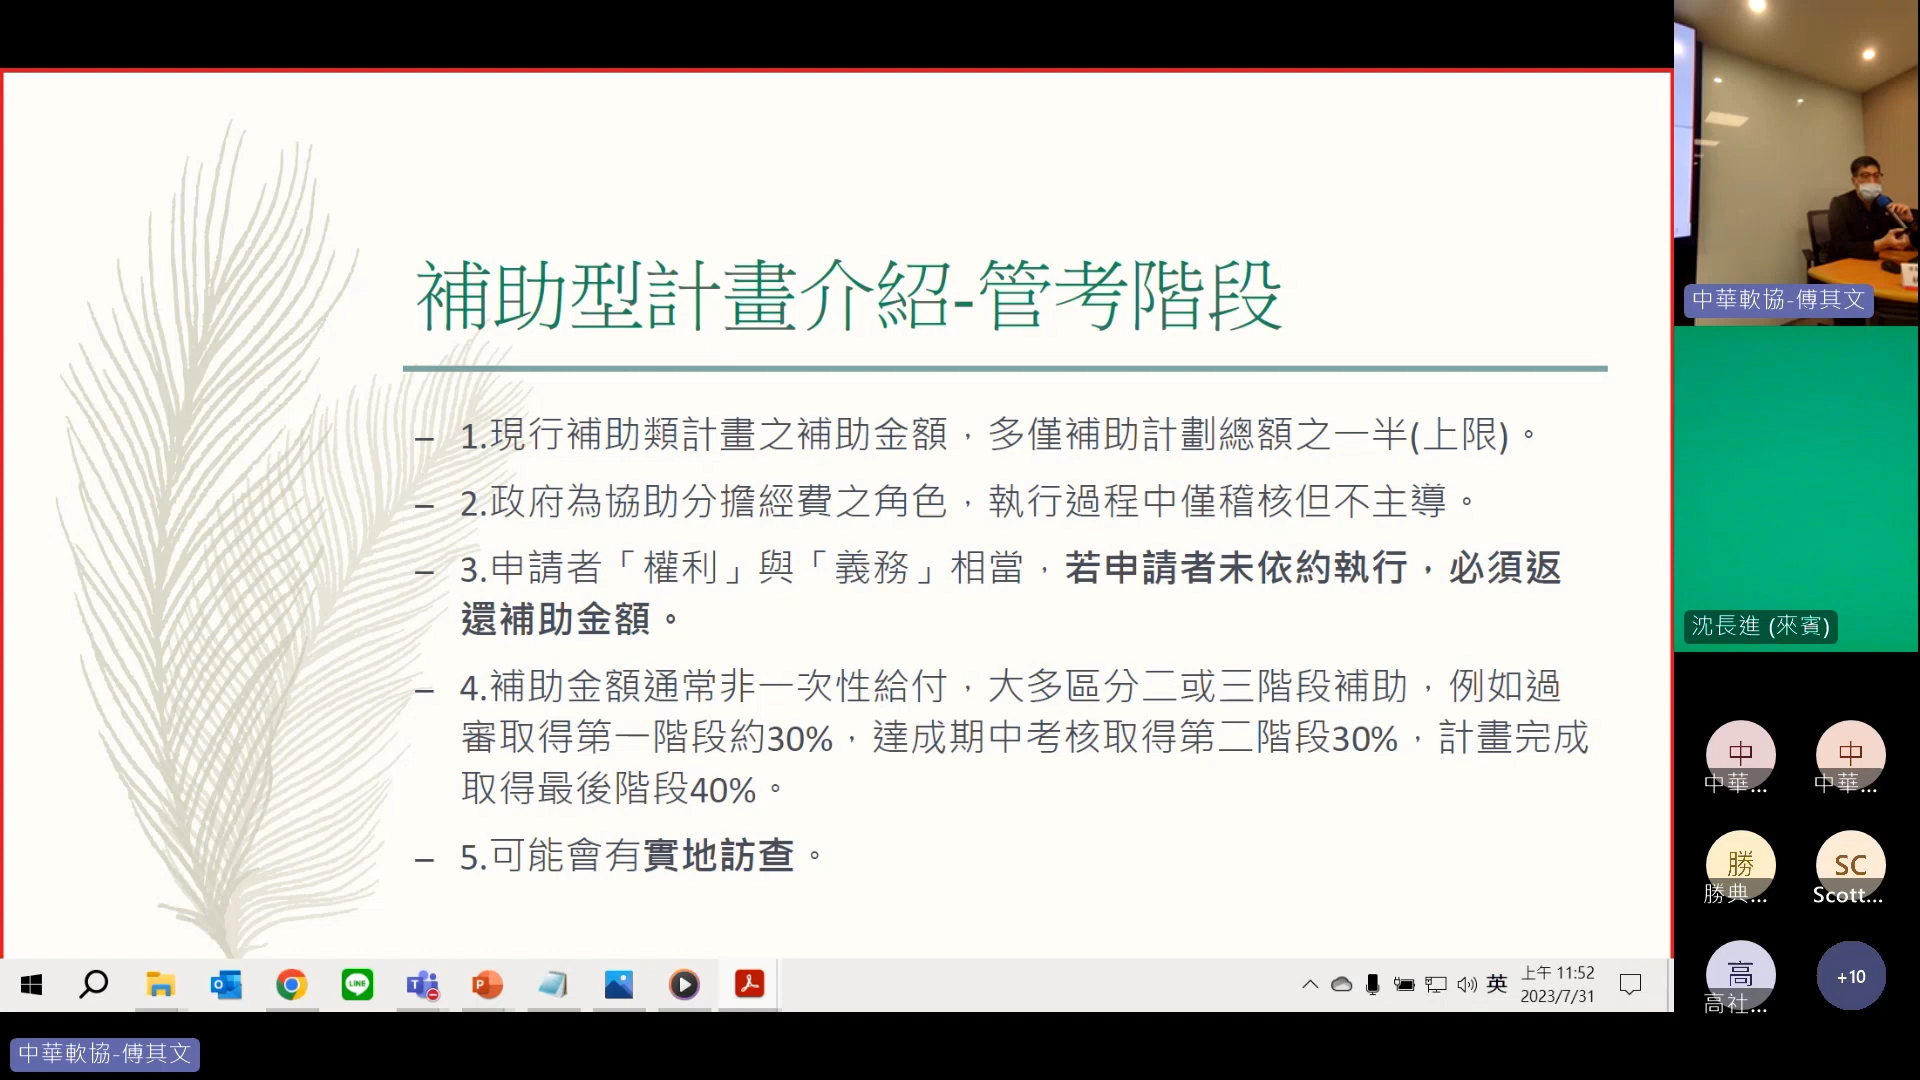 補助型計畫介紹-管考階段
– 1.現行補助類計畫之補助金額，多僅補助計劃總額之一半(上限)。
– 2.政府為協助分擔經費之角色，執行過程中僅稽核但不主導。
– 3.申請者「權利」與「義務」相當，若申請者未依約執行，必須返
還補助金額。
– 4.補助金額通常非一次性給付，大多區分二或三階段補助，例如過
審取得第一階段約30%，達成期中考核取得第二階段30%，計畫完成
取得最後階段40%。
– 5.可能會有實地訪查。
中華軟協-傅其文
沈長進 (來賓)
中
中華...
中
中華...
勝
勝典...
SC
Scott...
高
高社...
+10
LINE
英
上午 11:52
2023/7/31
中華軟協-傅其文